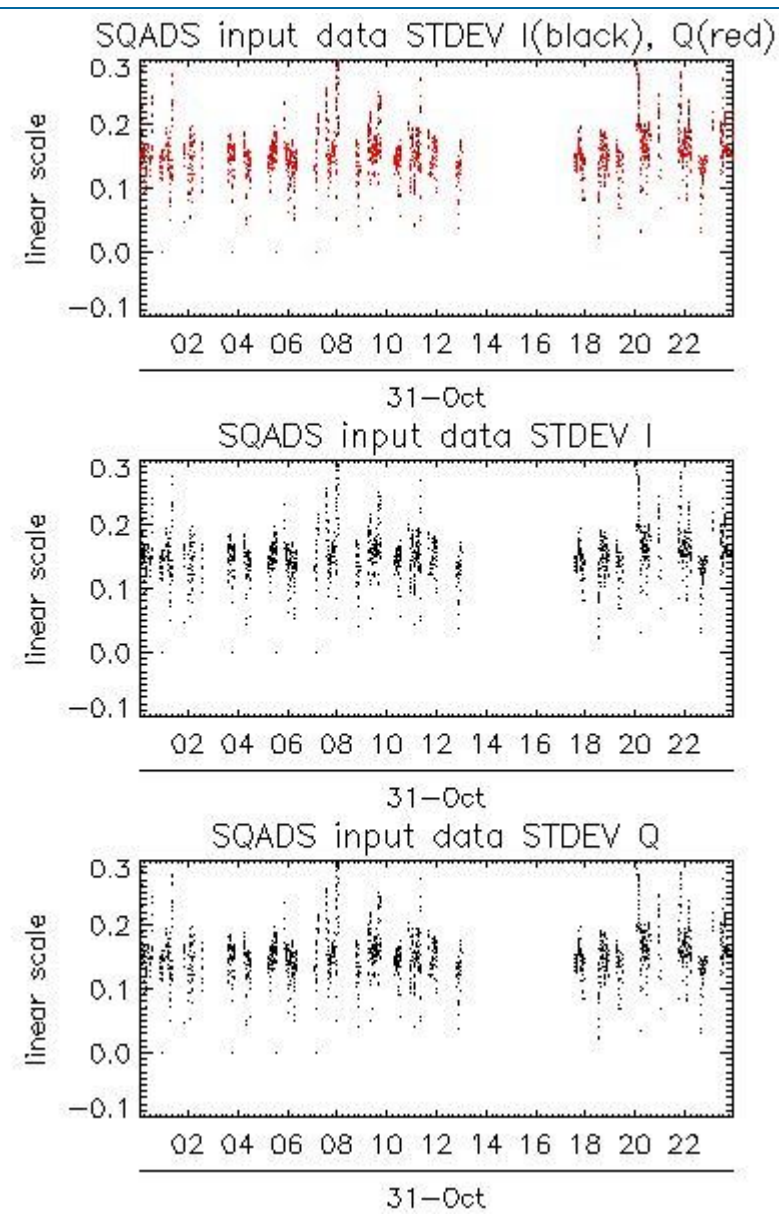 SQADS input data STDEV I(black), Q(red)
0.3
0.2
0.1
0.0
−0.1
linear scale
02 04 06 08 10 12 14 16 18 20 22
31−Oct
SQADS input data STDEV I
0.3
0.2
0.1
0.0
−0.1
linear scale
02 04 06 08 10 12 14 16 18 20 22
31−Oct
SQADS input data STDEV Q
0.3
0.2
0.1
0.0
−0.1
linear scale
02 04 06 08 10 12 14 16 18 20 22
31−Oct